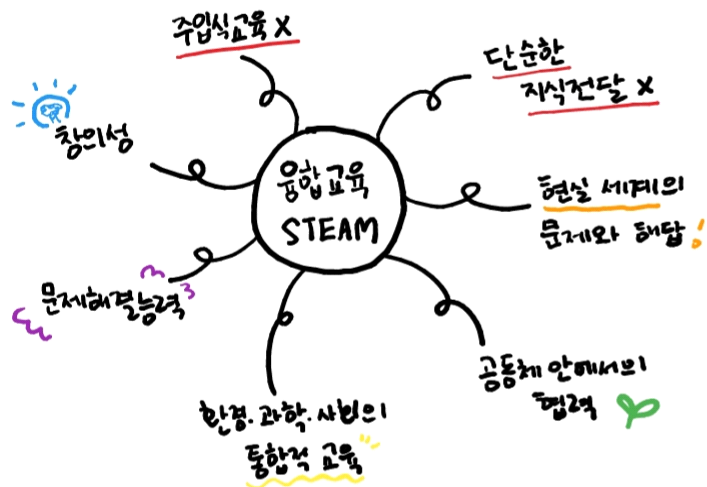 주입식교육 X
단순한
지식전달 X
창의성
융합교육
STEAM
현실 세계의
문제와 해답!
문제해결능력
공동체 안에서의
협력
환경·과학·사회의
통합적 교육